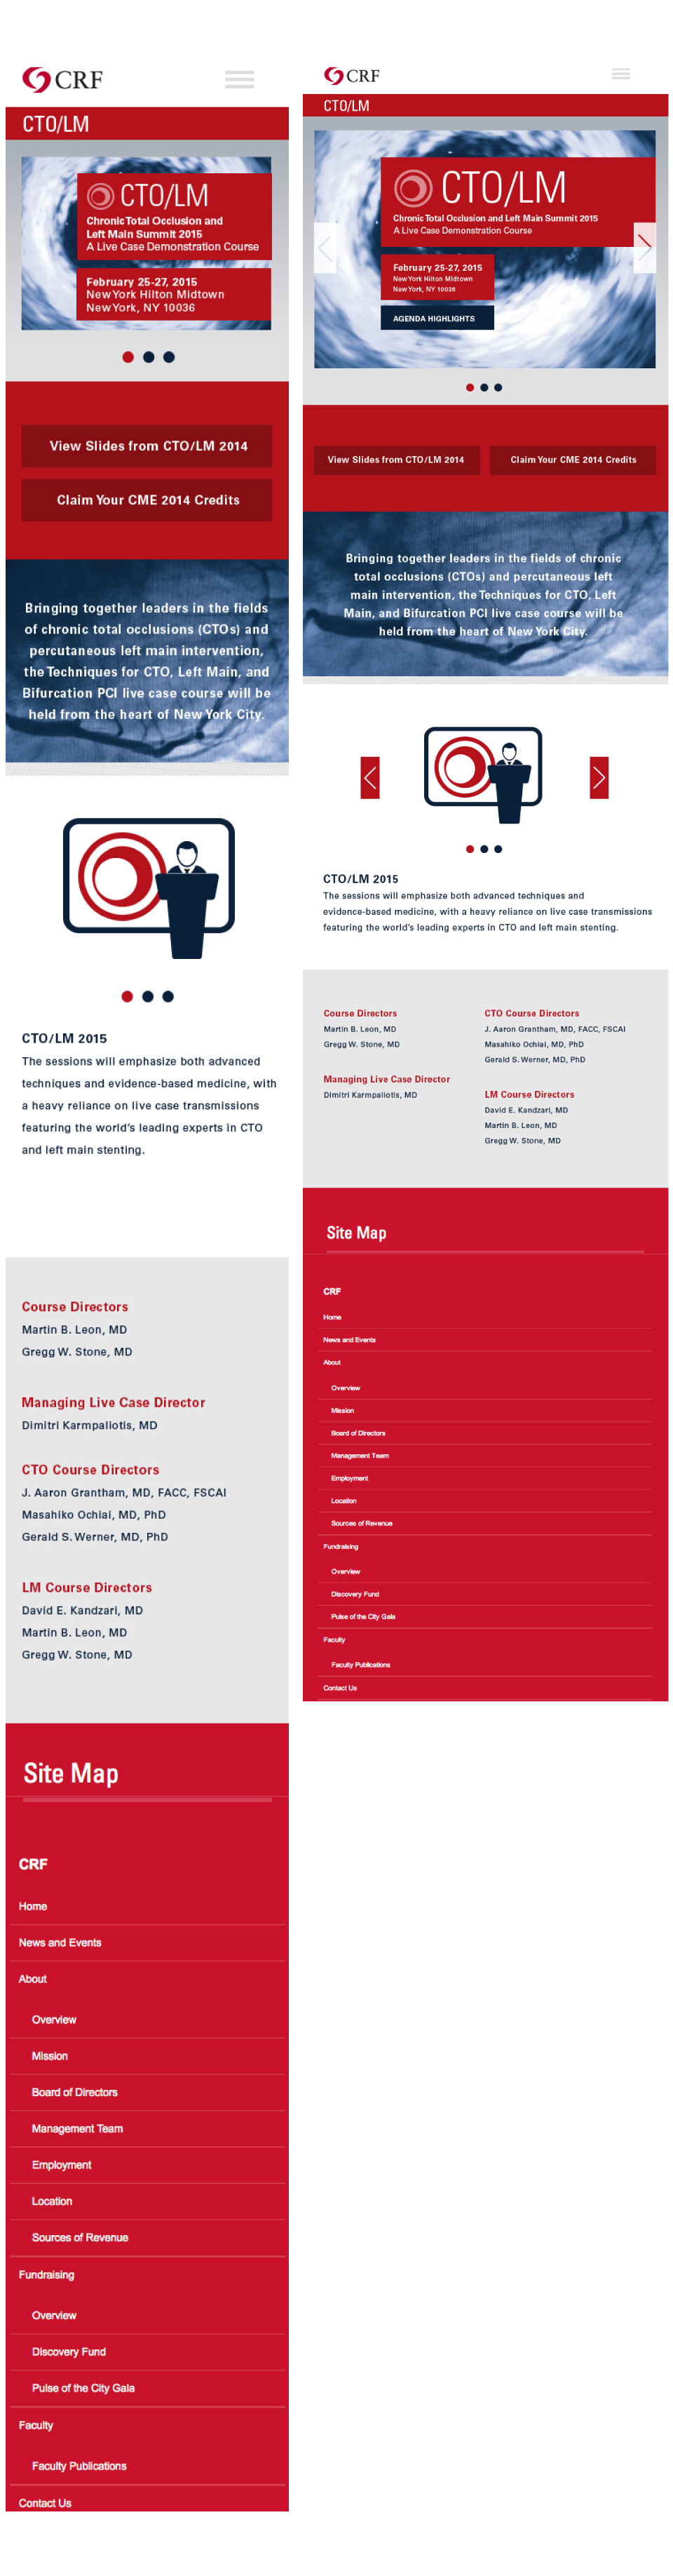 CRF
CTO/LM
CTO/LM
Chronic Total Occlusion and
Left Main Summit 2015
A Live Case Demonstration Course
February 25-27, 2015
New York Hilton Midtown
New York, NY 10036
View Slides from CTO/LM 2014
Claim Your CME 2014 Credits
Bringing together leaders in the fields
of chronic total occlusions (CTOs) and
percutaneous left main intervention,
the Techniques for CTO, Left Main, and
Bifurcation PCI live case course will be
held from the heart of New York City.
CTO/LM 2015
The sessions will emphasize both advanced
techniques and evidence-based medicine, with
a heavy reliance on live case transmissions
featuring the world's leading experts in CTO
and left main stenting.
Course Directors
Martin B. Leon, MD
Gregg W. Stone, MD
Managing Live Case Director
Dimitri Karmpaliotis, MD
CTO Course Directors
J. Aaron Grantham, MD, FACC, FSCAI
Masahiko Ochiai, MD, PhD
Gerald S. Werner, MD, PhD
LM Course Directors
David E. Kandzari, MD
Martin B. Leon, MD
Gregg W. Stone, MD
Site Map
CRF
Home
News and Events
About
Overview
Mission
Board of Directors
Management Team
Employment
Location
Sources of Revenue
Fundraising
Overview
Discovery Fund
Pulse of the City Gala
Faculty
Faculty Publications
Contact Us
CRF
CTO/LM
CTO/LM
Chronic Total Occlusion and Left Main Summit 2015
A Live Case Demonstration Course
February 25-27, 2015
New York Hilton Midtown
New York, NY 10036
AGENDA HIGHLIGHTS
View Slides from CTO/LM 2014
Claim Your CME 2014 Credits
Bringing together leaders in the fields of chronic
total occlusions (CTOs) and percutaneous left
main intervention, the Techniques for CTO, Left
Main, and Bifurcation PCI live case course will be
held from the heart of New York City.
CTO/LM 2015
The sessions will emphasize both advanced techniques and
evidence-based medicine, with a heavy reliance on live case transmissions
featuring the world's leading experts in CTO and left main stenting.
Course Directors
Martin B. Leon, MD
Gregg W. Stone, MD
Managing Live Case Director
Dimitri Karmpaliotis, MD
CTO Course Directors
J. Aaron Grantham, MD, FACC, FSCAI
Masahiko Ochiai, MD, PhD
Gerald S. Werner, MD, PhD
LM Course Directors
David E. Kandzari, MD
Martin B. Leon, MD
Gregg W. Stone, MD
Site Map
CRF
Home
News and Events
About
Overview
Mission
Board of Directors
Management Team
Employment
Location
Sources of Revenue
Fundraising
Overview
Discovery Fund
Pulse of the City Gala
Faculty
Faculty Publications
Contact Us